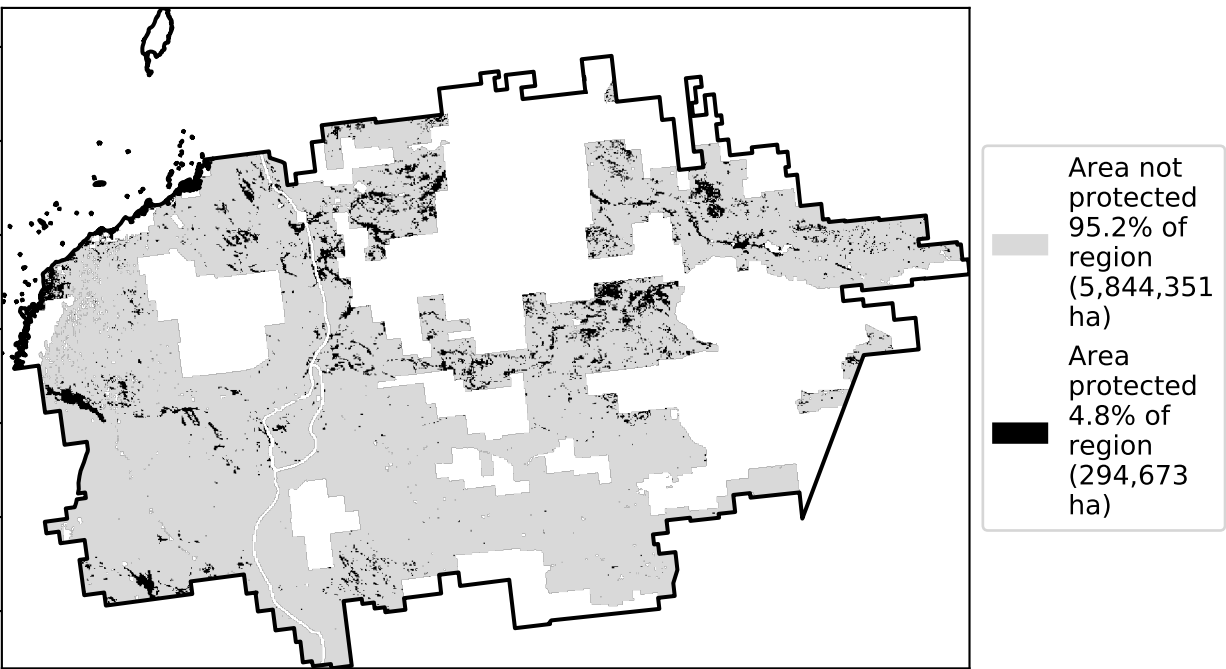 Area not
protected
95.2% of
region
(5,844,351
ha)
Area
protected
4.8% of
region
(294,673
ha)